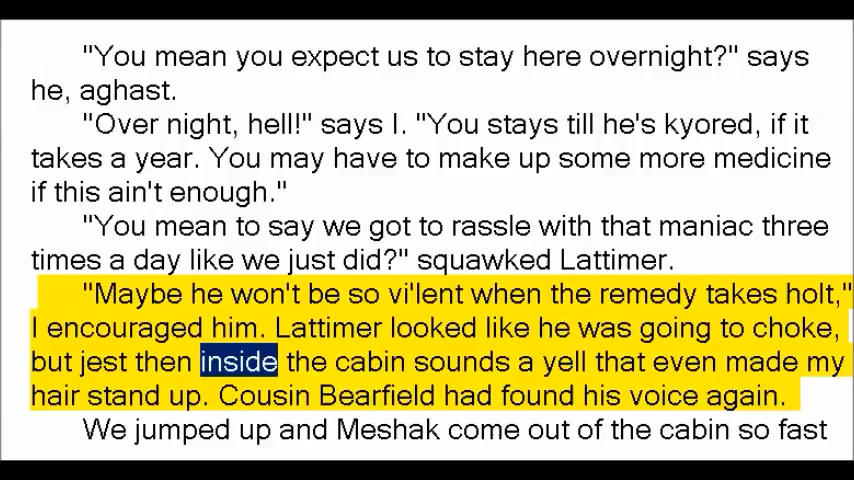 "You mean you expect us to stay here overnight?" says
he, aghast.
"Over night, hell!" says I. "You stays till he's kyored, if it
takes a year. You may have to make up some more medicine
if this ain't enough."
"You mean to say we got to rassle with that maniac three
times a day like we just did?" squawked Lattimer.
"Maybe he won't be so vi'lent when the remedy takes holt,"
I encouraged him. Lattimer looked like he was going to choke,
but jest then inside the cabin sounds a yell that even made my
hair stand up. Cousin Bearfield had found his voice again.
We jumped up and Meshak come out of the cabin so fast